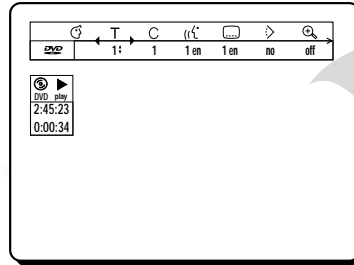 T C
DVD 1 1 1 en 1 en no off
DVD play
2:45:23
0:00:34